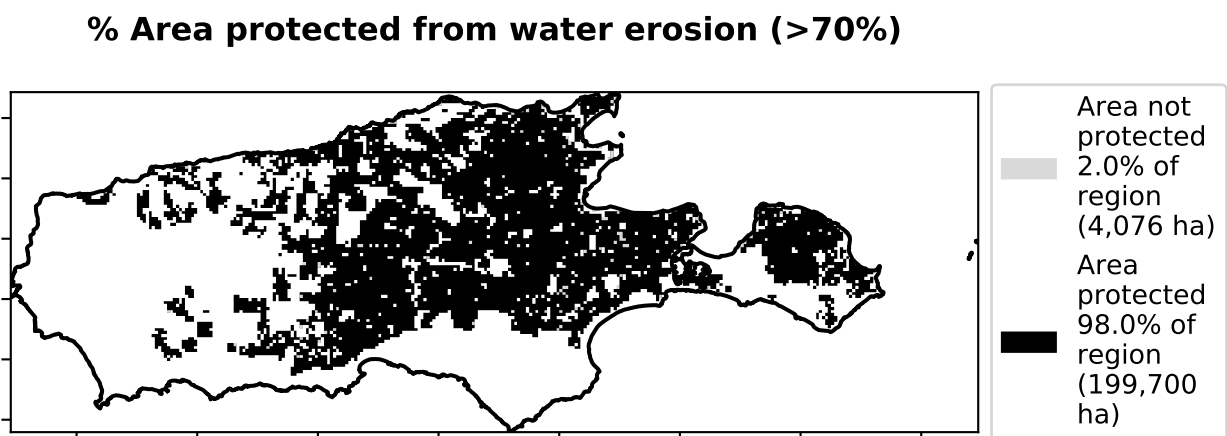 % Area protected from water erosion (>70%)
Area not
protected
2.0% of
region
(4,076 ha)
Area
protected
98.0% of
region
(199,700
ha)